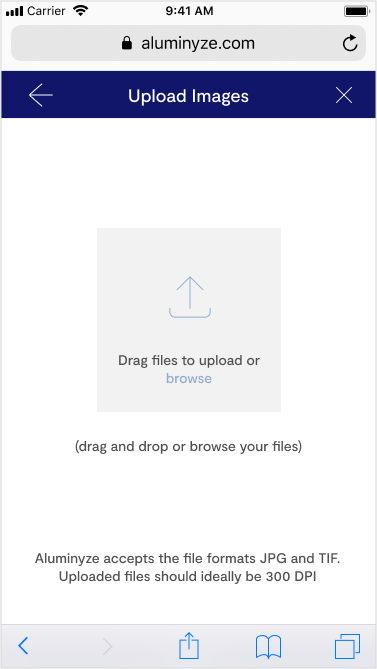 Carrier 9:41 AM
aluminyze.com
Upload Images
Drag files to upload or
browse
(drag and drop or browse your files)
Aluminyze accepts the file formats JPG and TIF.
Uploaded files should ideally be 300 DPI